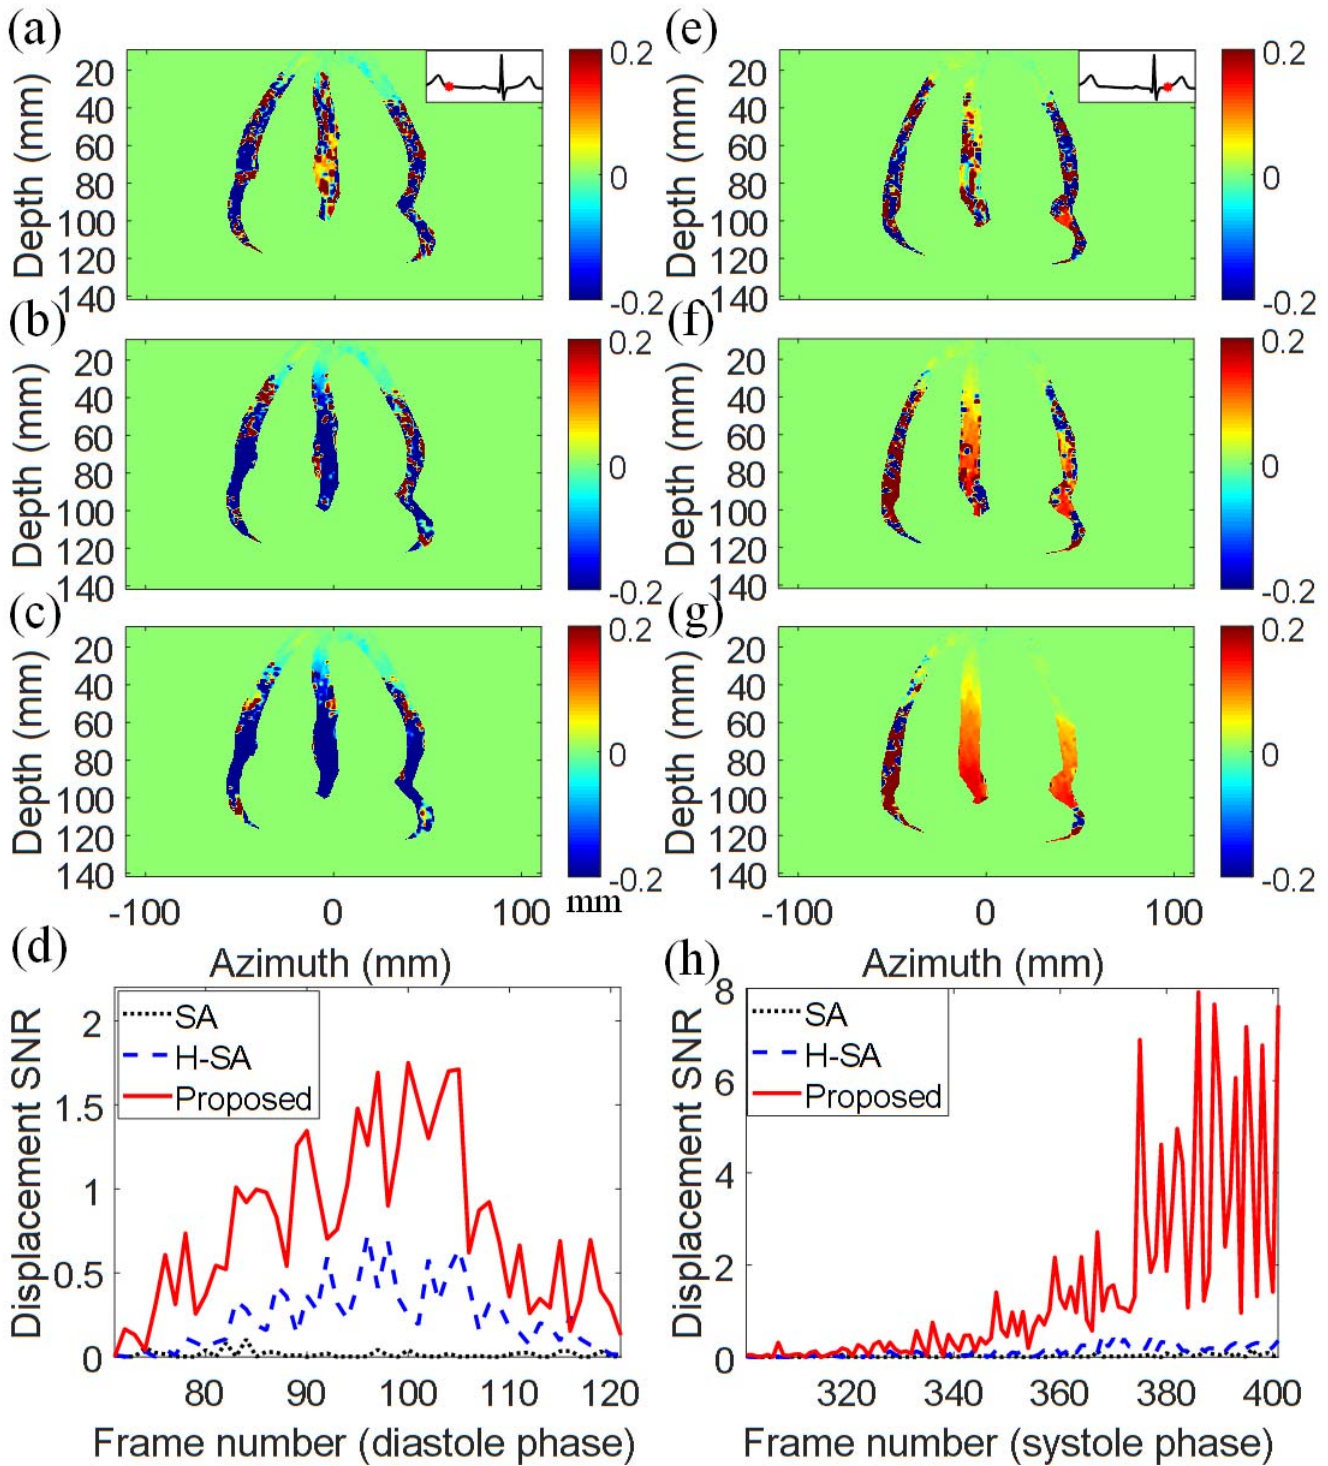 (a)
Depth (mm)
20
40
60
80
100
120
140
0.2
0
-0.2
(b)
Depth (mm)
20
40
60
80
100
120
140
0.2
0
-0.2
(c)
Depth (mm)
20
40
60
80
100
120
140
0.2
0
-0.2
mm
-100 0 100
Azimuth (mm)
(d)
Displacement SNR
2
1.5
1
0.5
0
SA
H-SA
Proposed
80 90 100 110 120
Frame number (diastole phase)
(e)
Depth (mm)
20
40
60
80
100
120
140
0.2
0
-0.2
(f)
Depth (mm)
20
40
60
80
100
120
140
0.2
0
-0.2
(g)
Depth (mm)
20
40
60
80
100
120
140
0.2
0
-0.2
-100 0 100
Azimuth (mm)
(h)
Displacement SNR
8
6
4
2
0
SA
H-SA
Proposed
320 340 360 380 400
Frame number (systole phase)